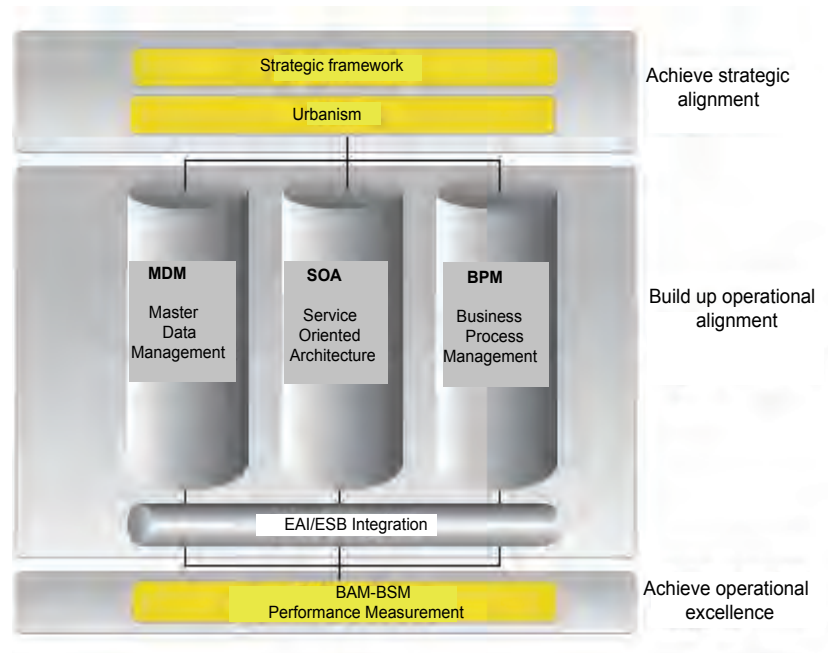 Strategic framework
Urbanism
Achieve strategic
alignment
MDM
Master
Data
Management
SOA
Service
Oriented
Architecture
BPM
Business
Process
Management
Build up operational
alignment
EAI/ESB Integration
BAM-BSM
Performance Measurement
Achieve operational
excellence